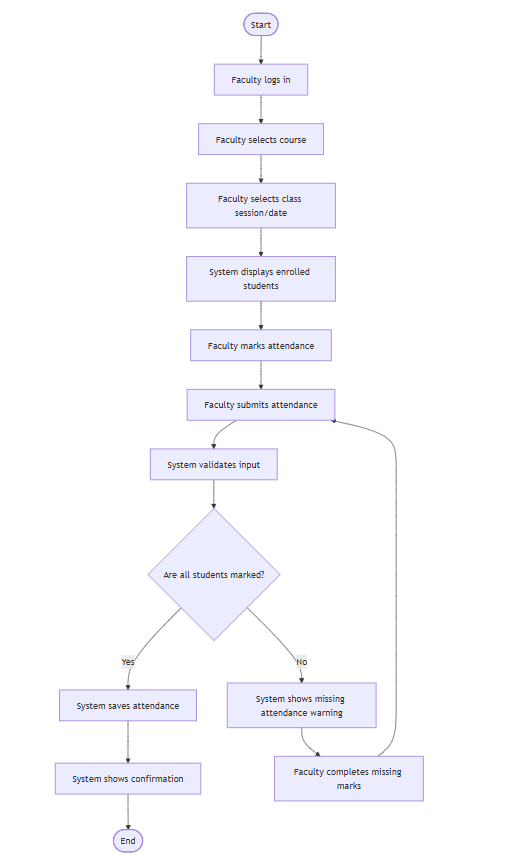 Start
Faculty logs in
Faculty selects course
Faculty selects class
session/date
System displays enrolled
students
Faculty marks attendance
Faculty submits attendance
System validates input
Are all students marked?
Yes
No
System saves attendance
System shows missing
attendance warning
System shows confirmation
Faculty completes missing
marks
End